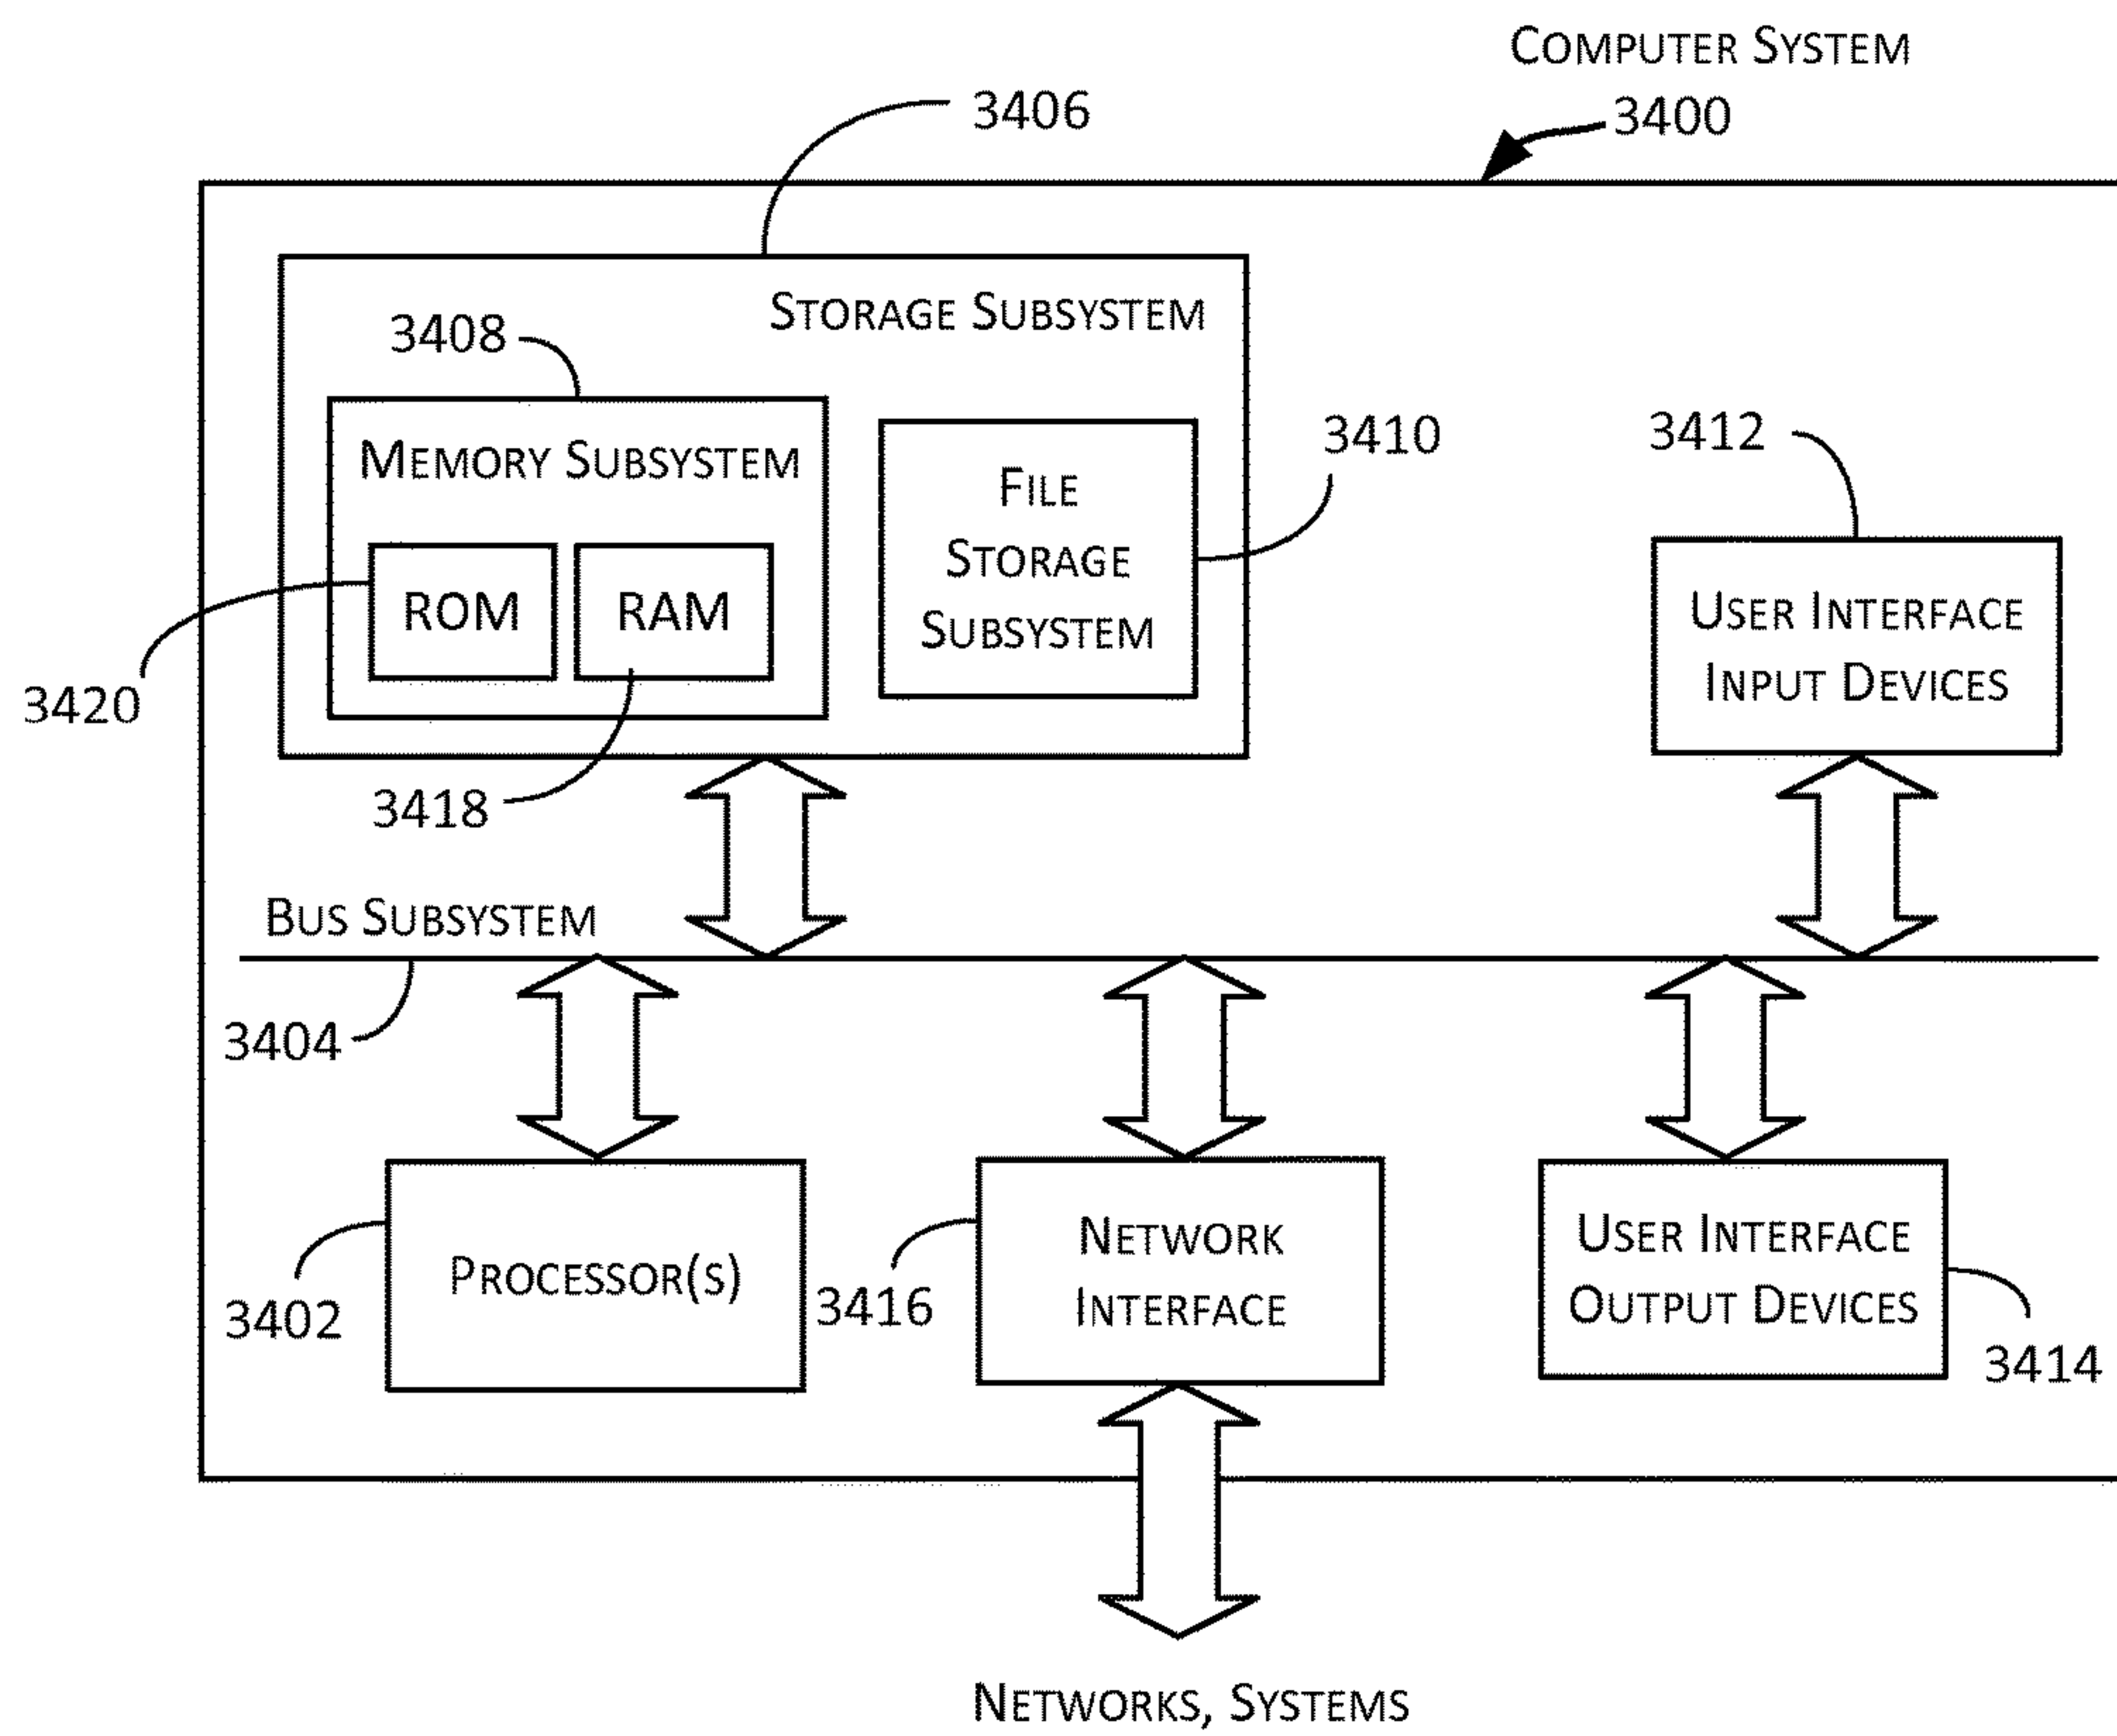 COMPUTER SYSTEM
3400
3406
STORAGE SUBSYSTEM
3408
MEMORY SUBSYSTEM
ROM
RAM
3420
3418
FILE
STORAGE
SUBSYSTEM
3410
3412
USER INTERFACE
INPUT DEVICES
BUS SUBSYSTEM
3404
PROCESSOR(S)
3402
NETWORK
INTERFACE
3416
USER INTERFACE
OUTPUT DEVICES
3414
NETWORKS, SYSTEMS